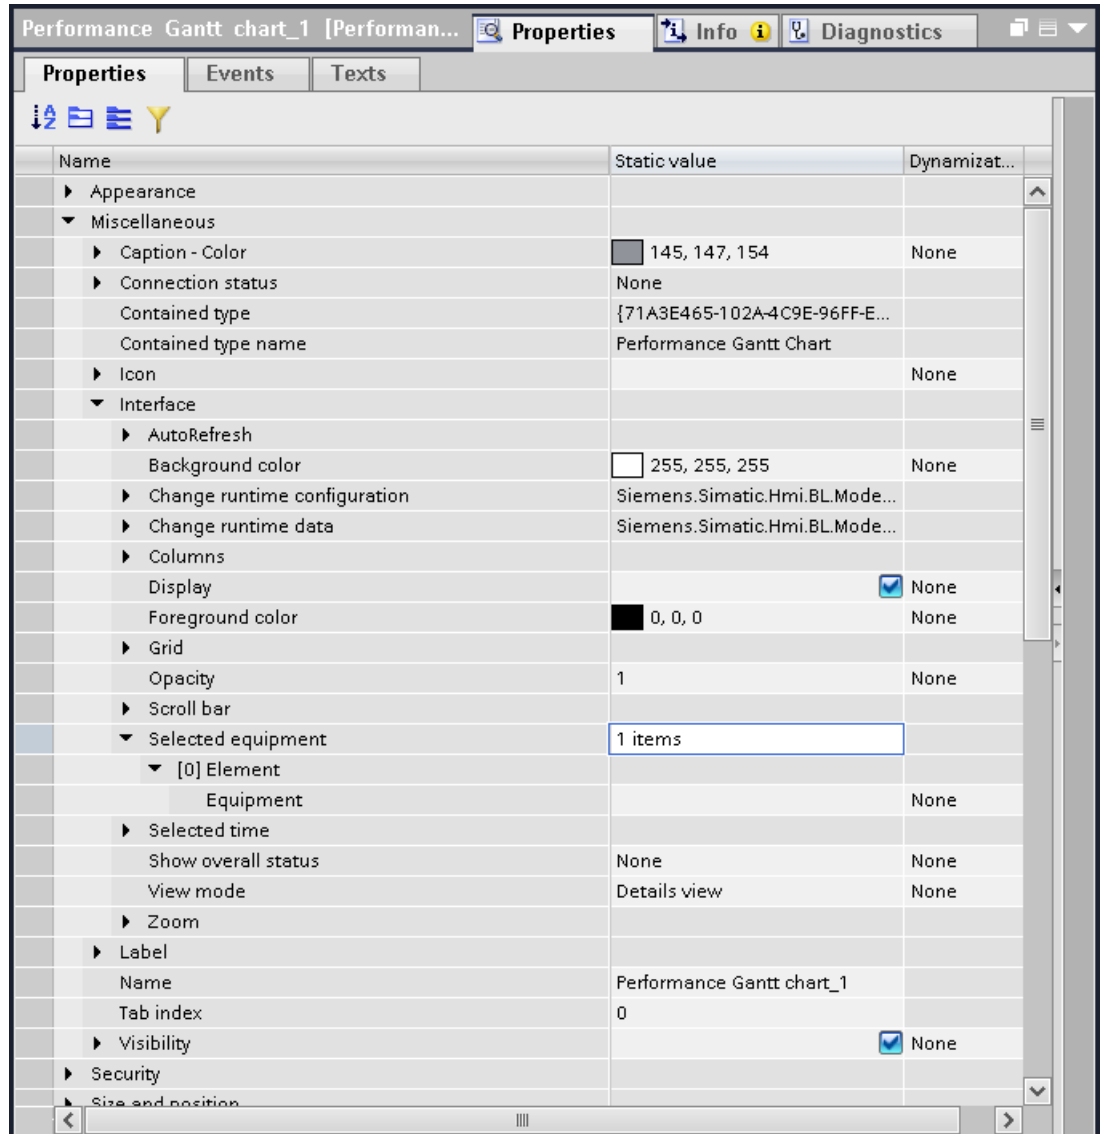 Performance Gantt chart_1 [Performan... Properties Info Diagnostics
Properties Events Texts
Name Static value Dynamizat...
Appearance
Miscellaneous
Caption - Color 145, 147, 154 None
Connection status None
Contained type {71A3E465-102A-4C9E-96FF-E...
Contained type name Performance Gantt Chart
Icon None
Interface
AutoRefresh
Background color 255, 255, 255 None
Change runtime configuration Siemens.Simatic.Hmi.BL.Mode...
Change runtime data Siemens.Simatic.Hmi.BL.Mode...
Columns
Display None
Foreground color 0, 0, 0 None
Grid
Opacity 1 None
Scroll bar
Selected equipment 1 items
[0] Element
Equipment None
Selected time
Show overall status None None
View mode Details view None
Zoom
Label
Name Performance Gantt chart_1
Tab index 0
Visibility None
Security
Size and position